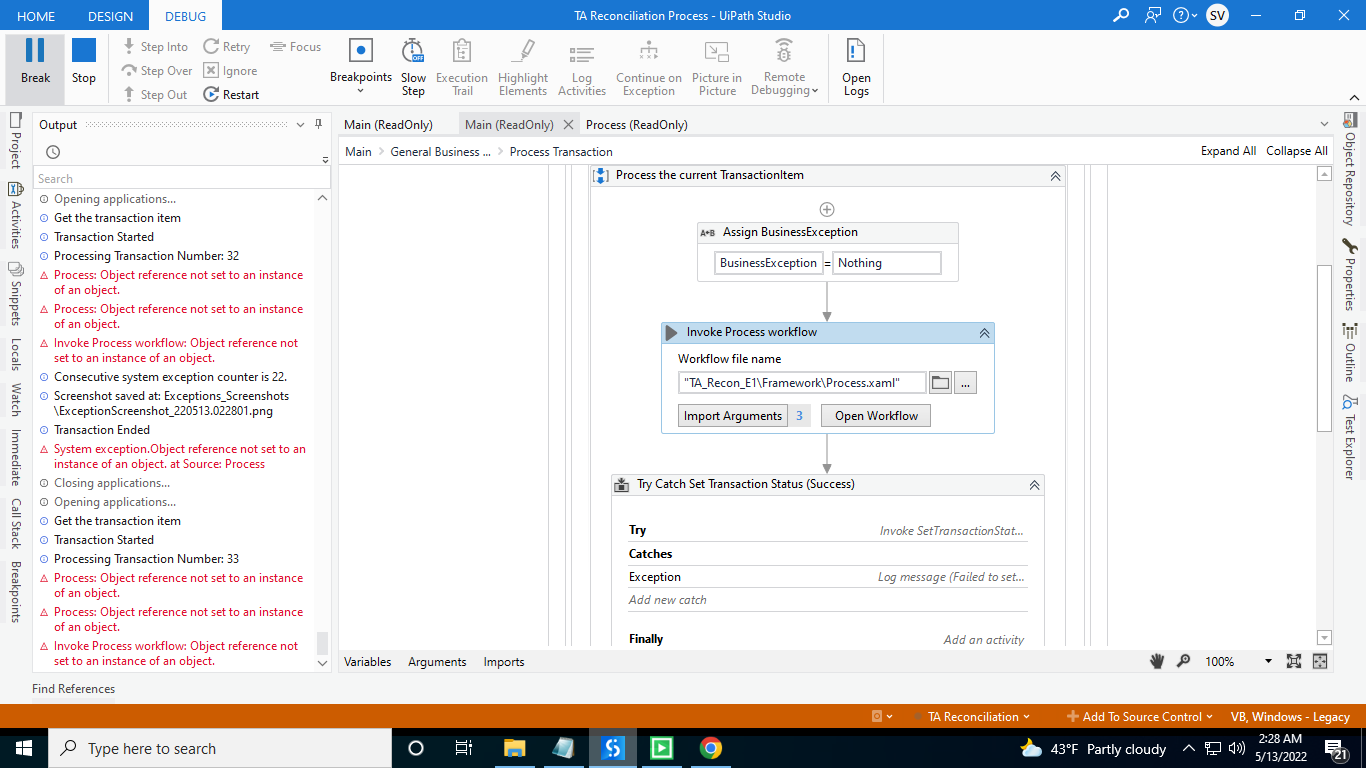 HOME
DESIGN
DEBUG
TA Reconciliation Process - UiPath Studio
SV
Break
Stop
Step Into
Step Over
Step Out
Retry
Ignore
Restart
Focus
Breakpoints
Slow
Step
OFF
Execution
Trail
Highlight
Elements
Log
Activities
Continue on
Exception
Picture in
Picture
Remote
Debugging
Open
Logs
Project
Activities
Snippets
Locals
Watch
Immediate
Call Stack
Breakpoints
Output
Search
Opening applications...
Get the transaction item
Transaction Started
Processing Transaction Number: 32
Process: Object reference not set to an instance
of an object.
Process: Object reference not set to an instance
of an object.
Invoke Process workflow: Object reference not
set to an instance of an object.
Consecutive system exception counter is 22.
Screenshot saved at: Exceptions_Screenshots
\ExceptionScreenshot_220513.022801.png
Transaction Ended
System exception.Object reference not set to an
instance of an object. at Source: Process
Closing applications...
Opening applications...
Get the transaction item
Transaction Started
Processing Transaction Number: 33
Process: Object reference not set to an instance
of an object.
Process: Object reference not set to an instance
of an object.
Invoke Process workflow: Object reference not
set to an instance of an object.
Find References
Main (ReadOnly)
Main (ReadOnly)
Process (ReadOnly)
Main > General Business ... > Process Transaction
Expand All
Collapse All
Process the current TransactionItem
A+B Assign BusinessException
BusinessException = Nothing
Invoke Process workflow
Workflow file name
"TA_Recon_E1\Framework\Process.xaml"
...
Import Arguments 3
Open Workflow
Try Catch Set Transaction Status (Success)
Try
Invoke SetTransactionStat...
Catches
Exception
Log message (Failed to set...
Add new catch
Finally
Add an activity
Variables
Arguments
Imports
100%
Object Repository
Properties
Outline
Test Explorer
TA Reconciliation
Add To Source Control
VB, Windows - Legacy
Type here to search
43°F Partly cloudy
2:28 AM
5/13/2022
21